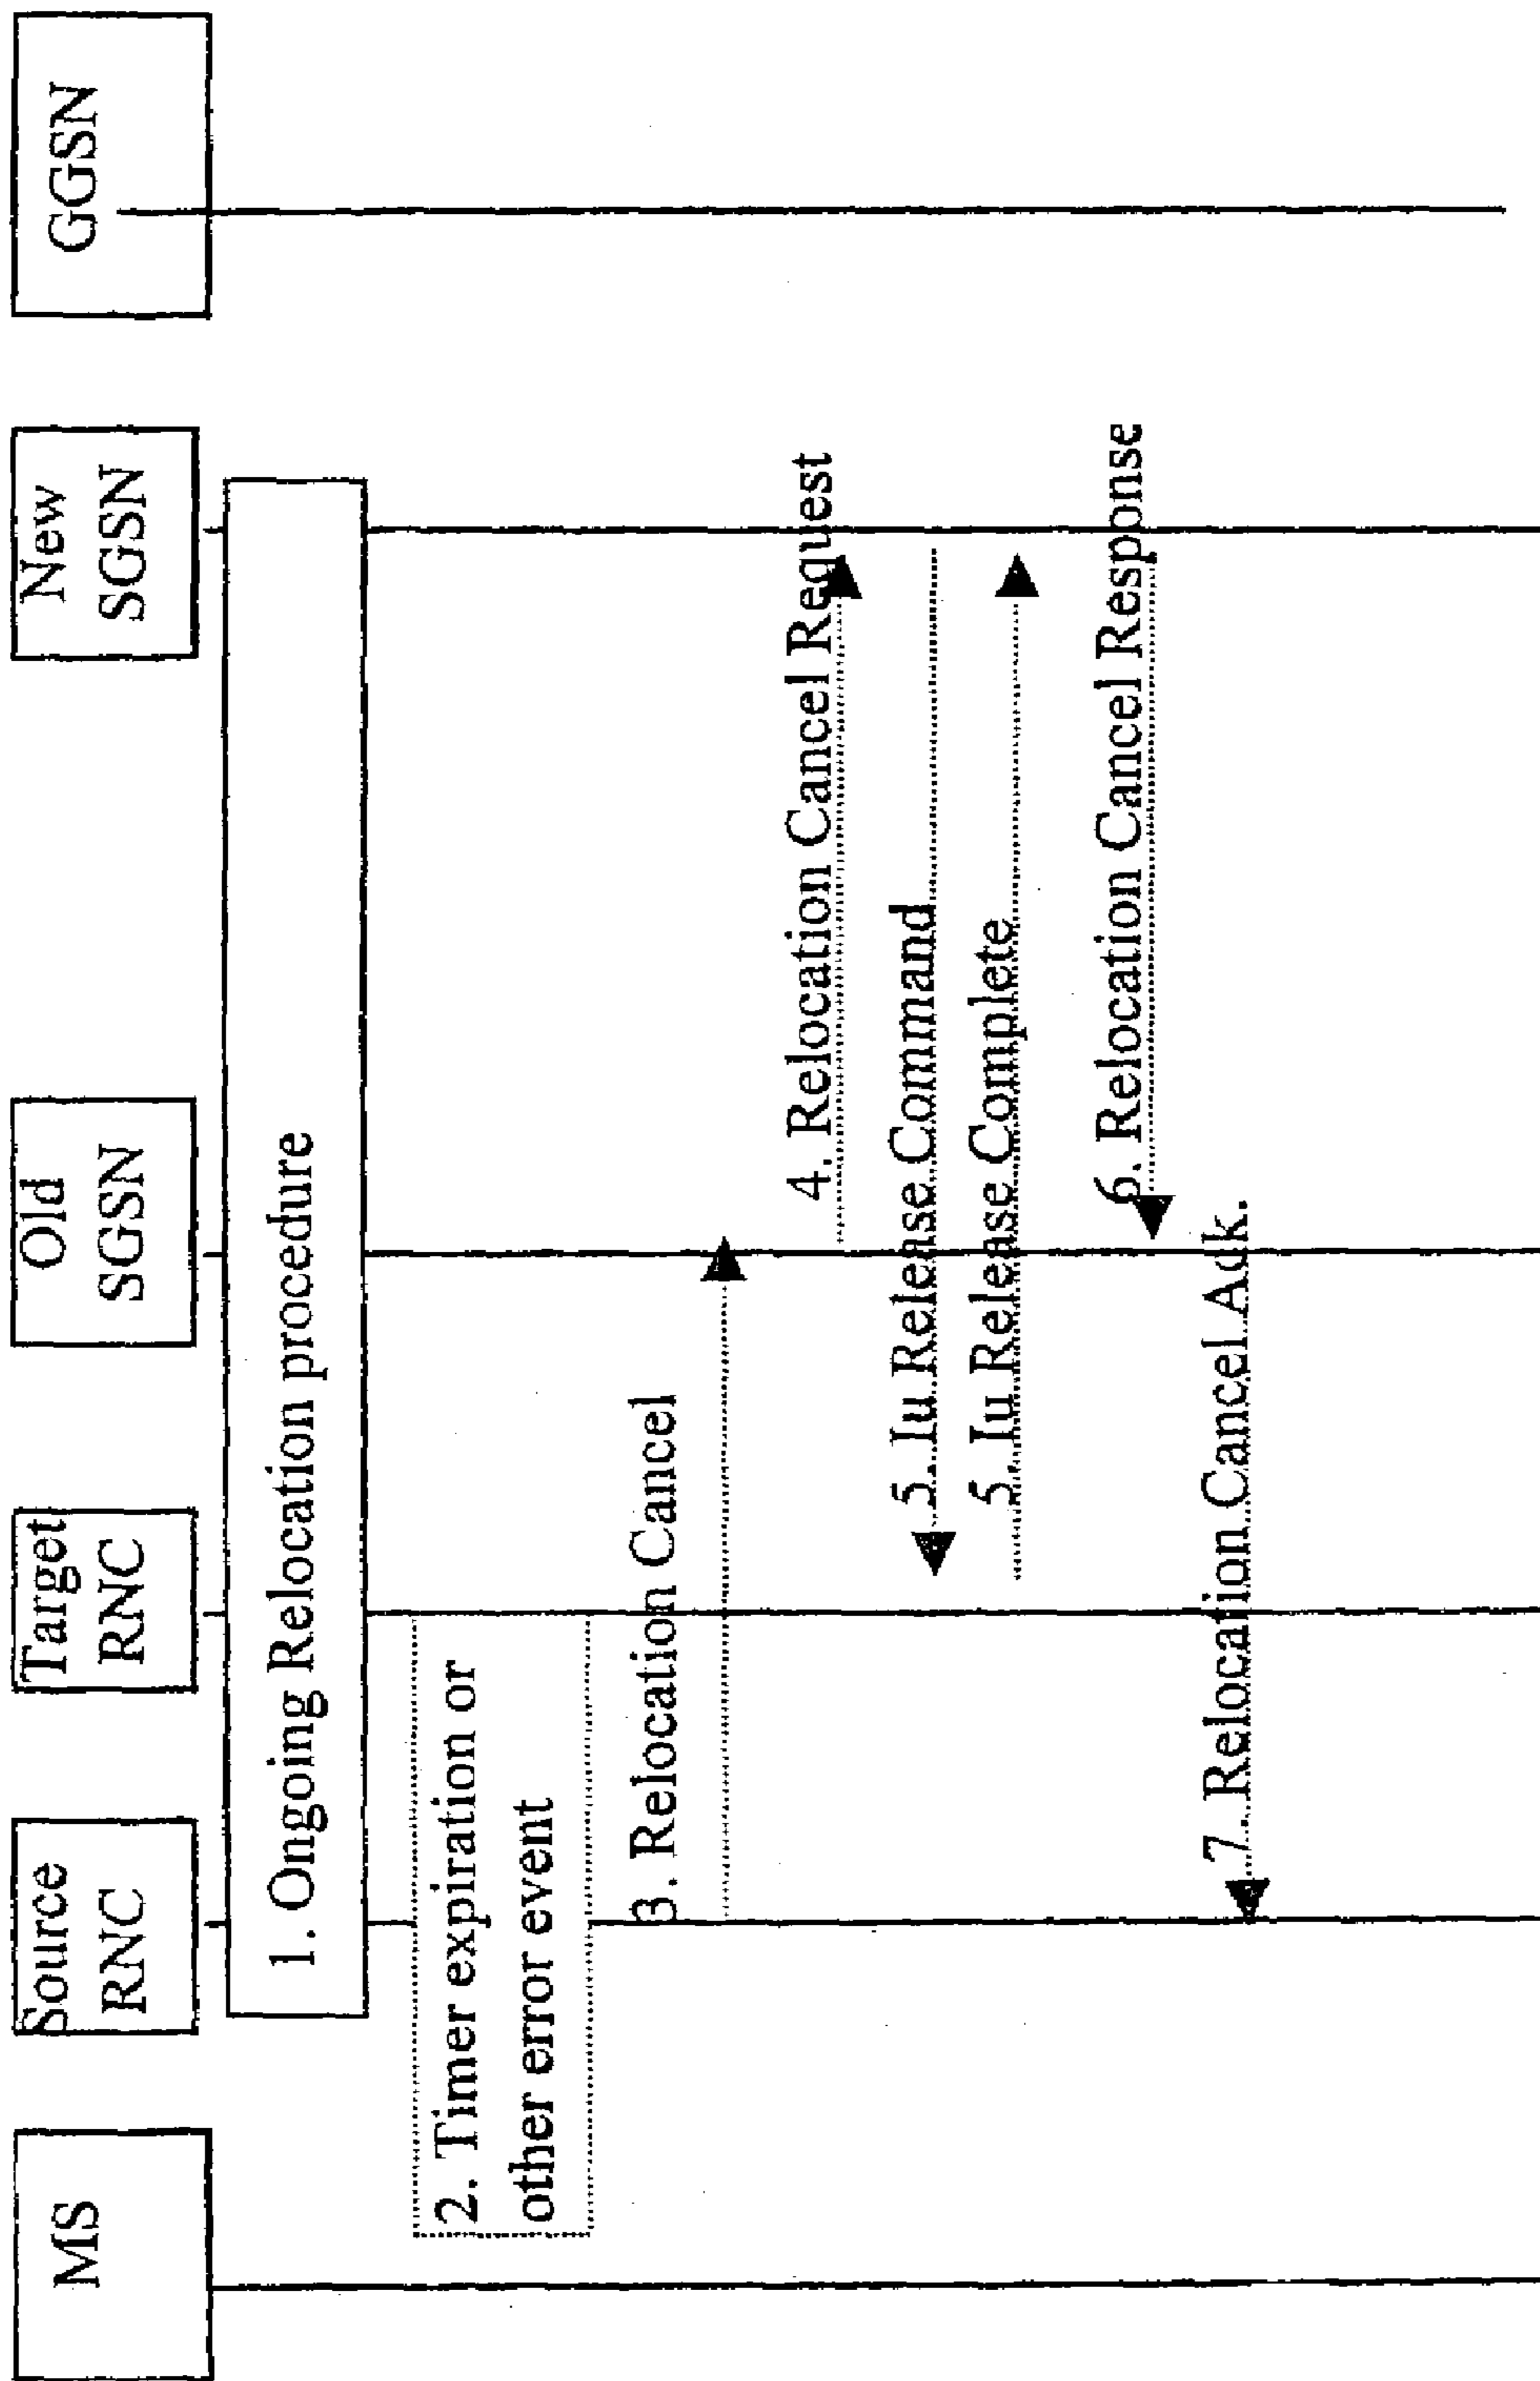 MS
Source
RNC
Target
RNC
Old
SGSN
New
SGSN
GGSN
1. Ongoing Relocation procedure
2. Timer expiration or
other error event
3. Relocation Cancel
4. Relocation Cancel Request
5. Iu Release Command
5. Iu Release Complete
6. Relocation Cancel Response
7. Relocation Cancel Ack.